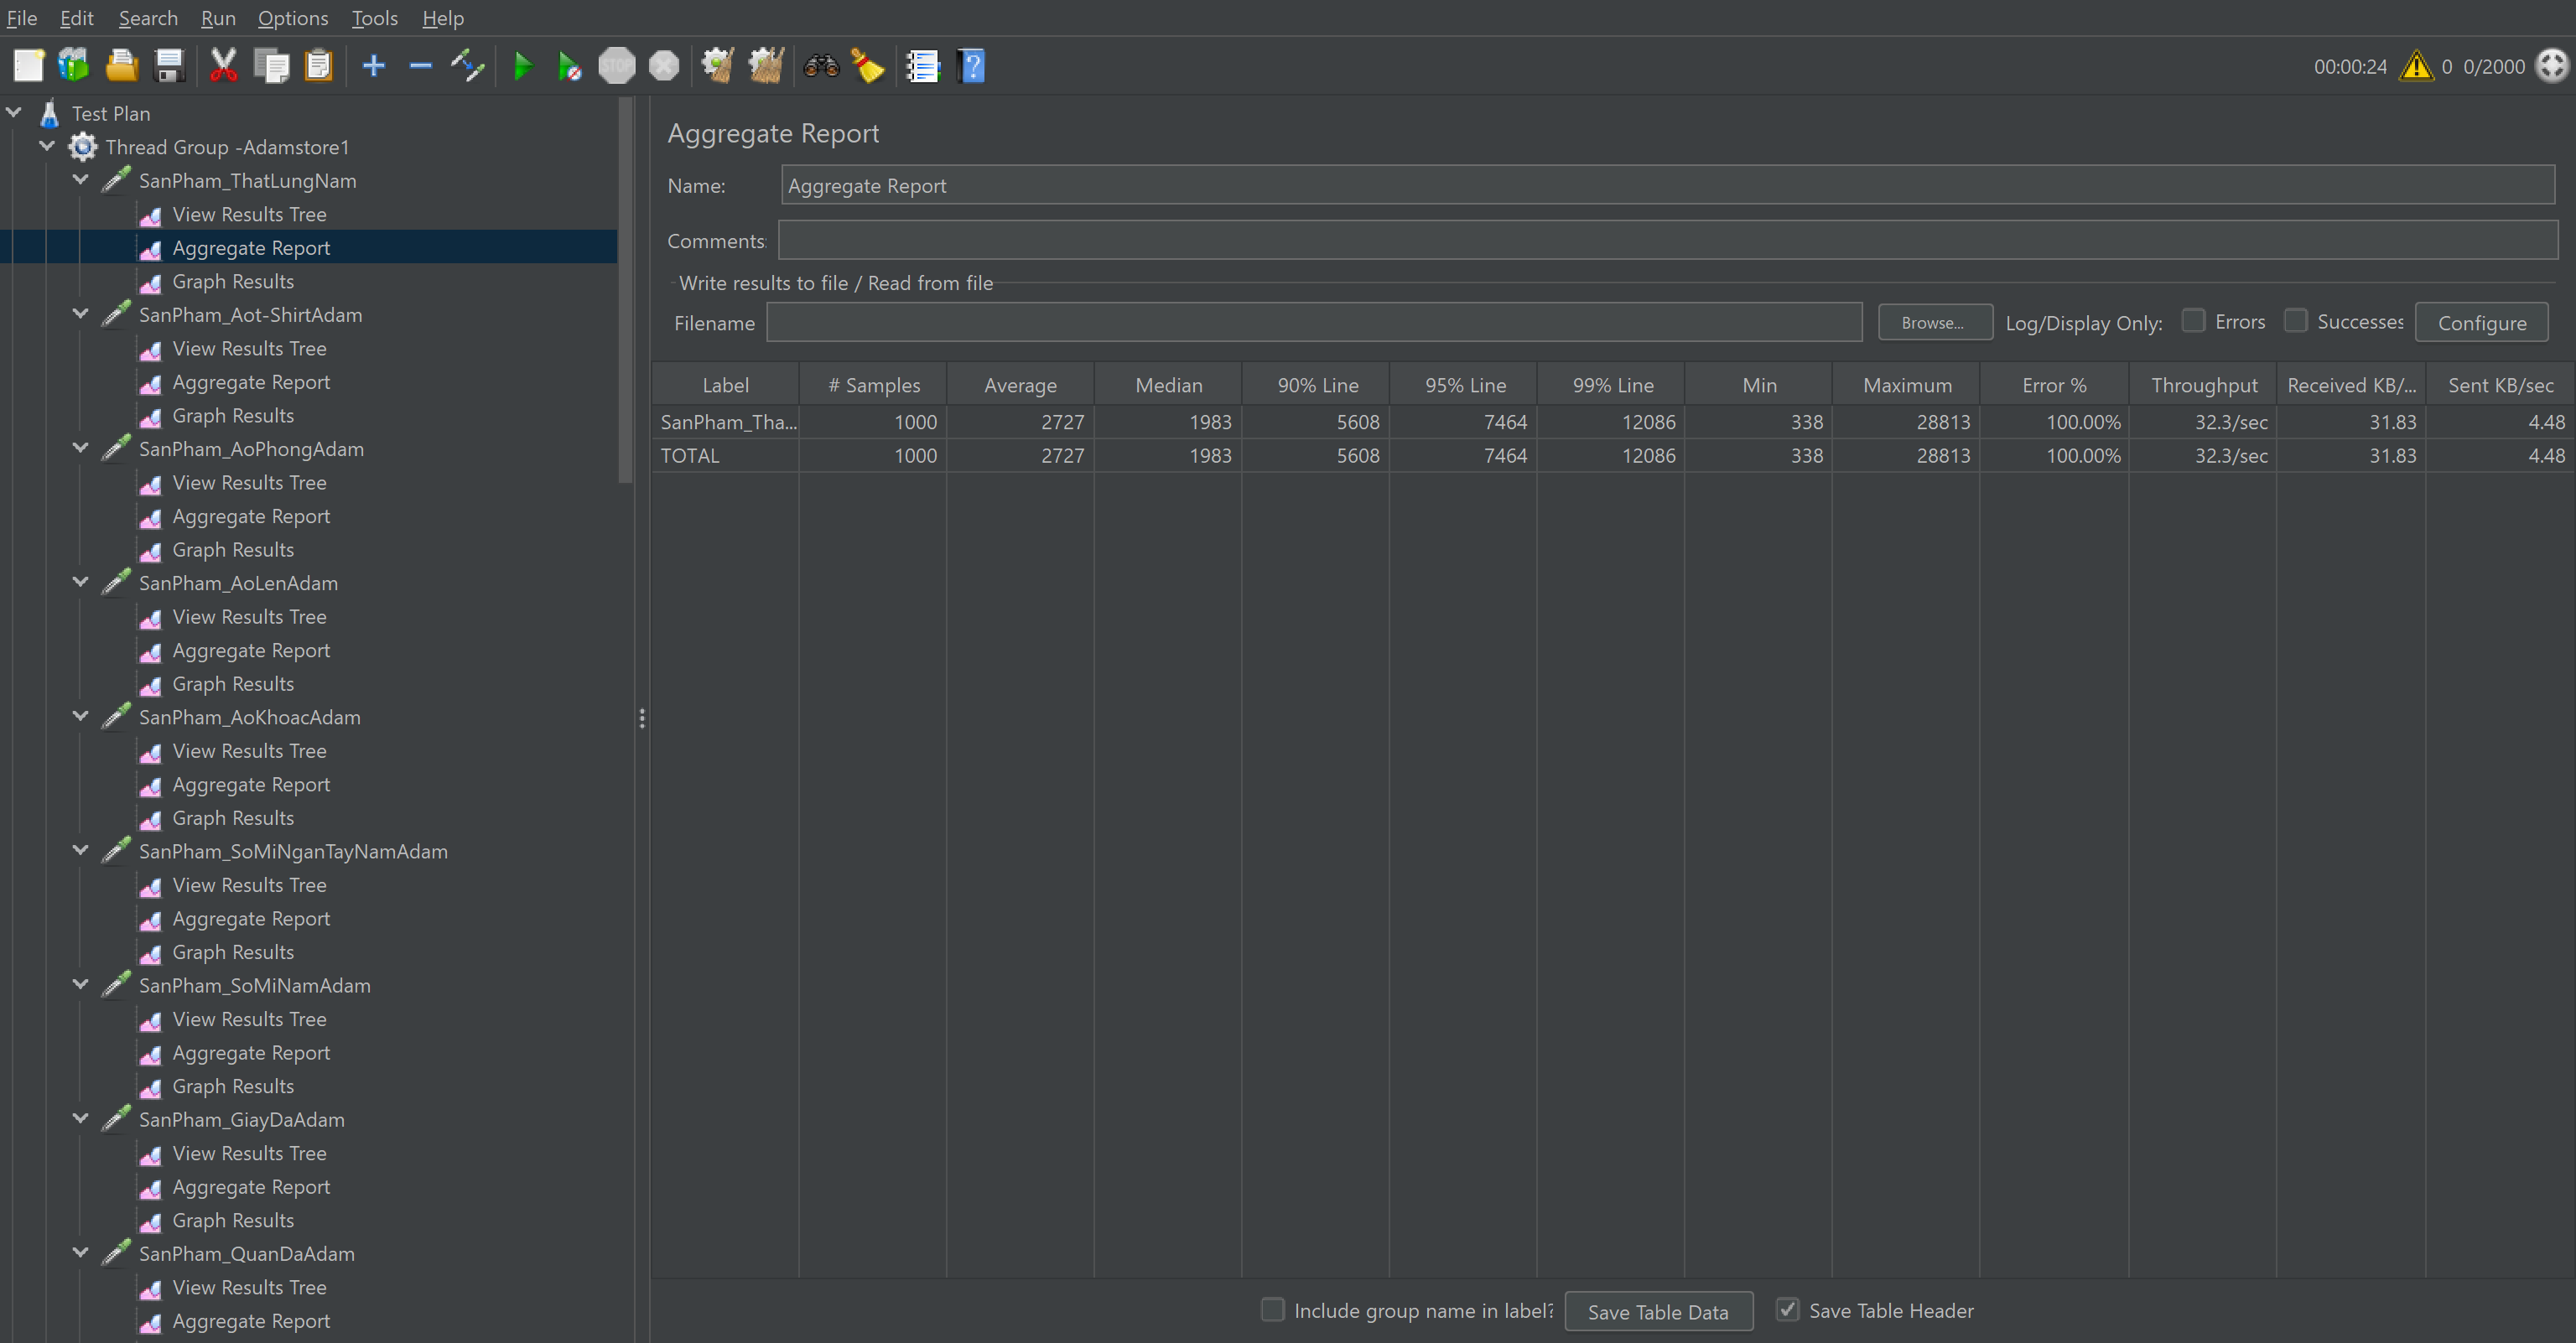 File Edit Search Run Options Tools Help
STOP
00:00:24 0 0/2000
Test Plan
Thread Group -Adamstore1
SanPham_ThatLungNam
View Results Tree
Aggregate Report
Graph Results
SanPham_Aot-ShirtAdam
View Results Tree
Aggregate Report
Graph Results
SanPham_AoPhongAdam
View Results Tree
Aggregate Report
Graph Results
SanPham_AoLenAdam
View Results Tree
Aggregate Report
Graph Results
SanPham_AoKhoacAdam
View Results Tree
Aggregate Report
Graph Results
SanPham_SoMiNganTayNamAdam
View Results Tree
Aggregate Report
Graph Results
SanPham_SoMiNamAdam
View Results Tree
Aggregate Report
Graph Results
SanPham_GiayDaAdam
View Results Tree
Aggregate Report
Graph Results
SanPham_QuanDaAdam
View Results Tree
Aggregate Report
Aggregate Report
Name: Aggregate Report
Comments:
Write results to file / Read from file
Filename Browse... Log/Display Only: Errors Successes Configure
Label # Samples Average Median 90% Line 95% Line 99% Line Min Maximum Error % Throughput Received KB/... Sent KB/sec
SanPham_Tha... 1000 2727 1983 5608 7464 12086 338 28813 100.00% 32.3/sec 31.83 4.48
TOTAL 1000 2727 1983 5608 7464 12086 338 28813 100.00% 32.3/sec 31.83 4.48
Include group name in label? Save Table Data Save Table Header